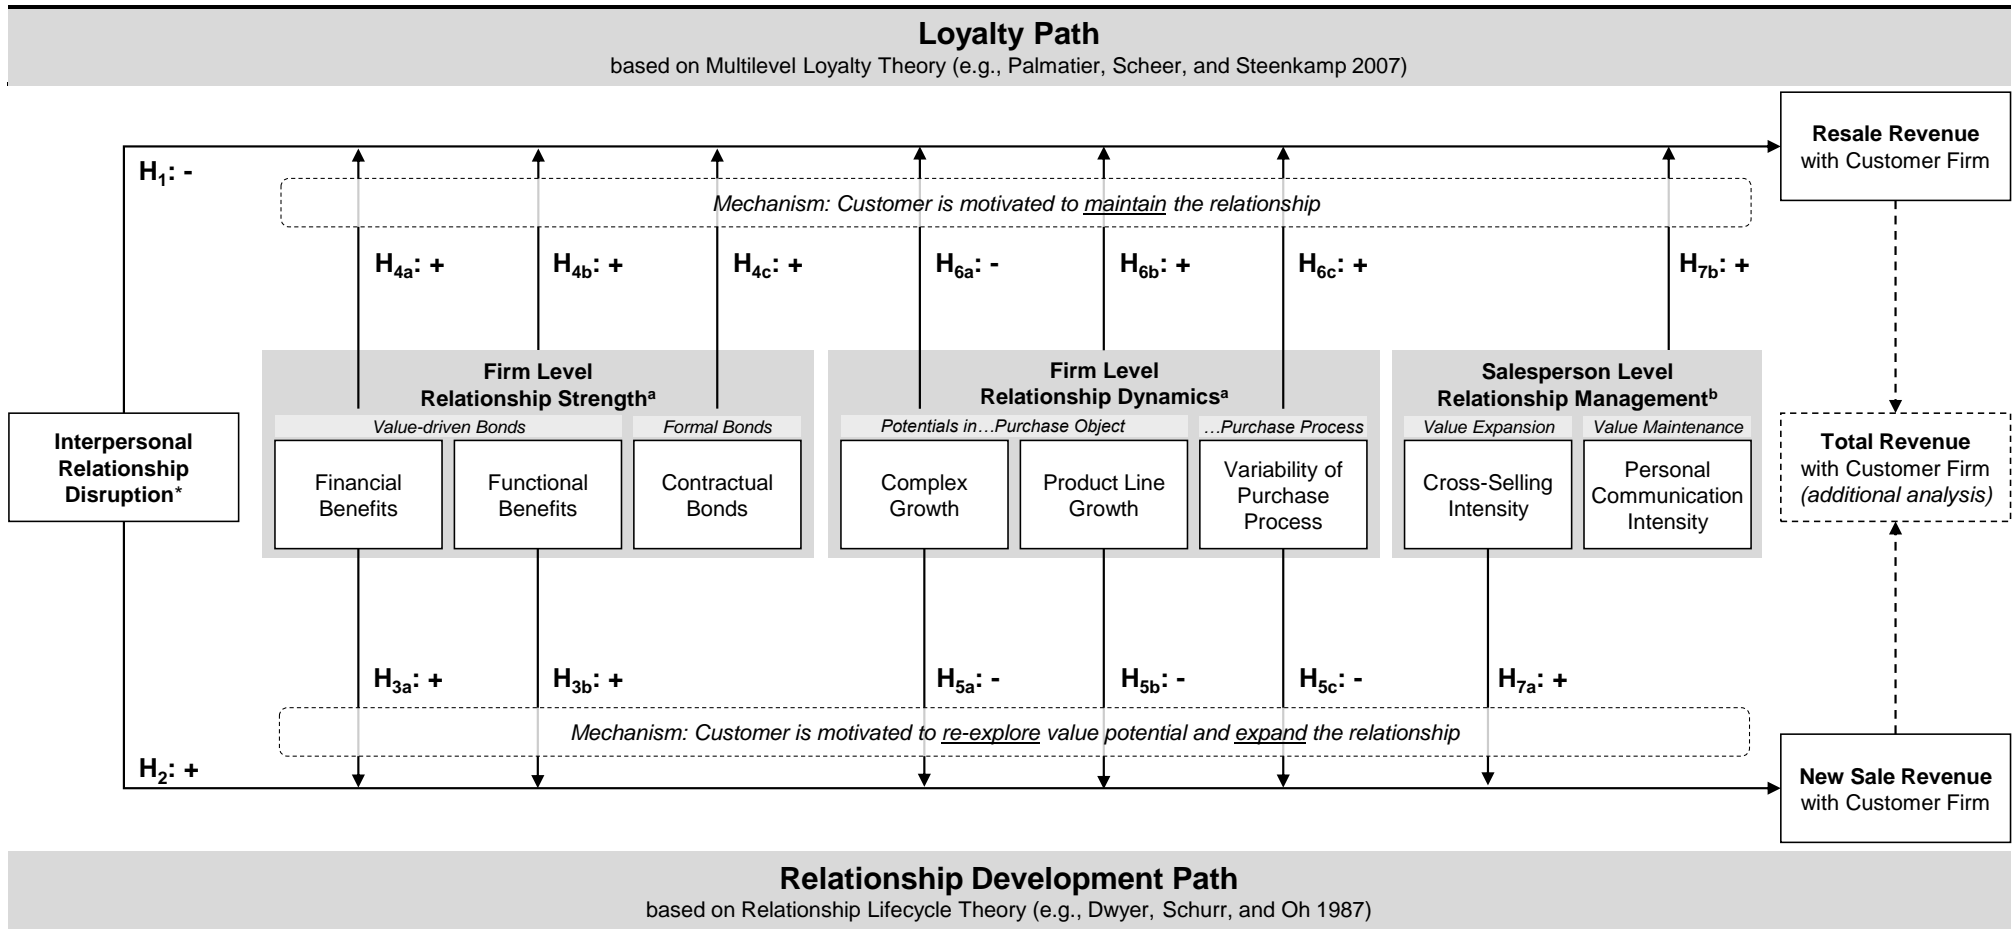 Loyalty Path
based on Multilevel Loyalty Theory (e.g., Palmatier, Scheer, and Steenkamp 2007)
Resale Revenue
with Customer Firm
H1: -
Mechanism: Customer is motivated to maintain the relationship
H4a: +
H4b: +
H4c: +
H6a: -
H6b: +
H6c: +
H7b: +
Firm Level
Relationship Strengthᵃ
Value-driven Bonds
Formal Bonds
Financial
Benefits
Functional
Benefits
Contractual
Bonds
Firm Level
Relationship Dynamicsᵃ
Potentials in…Purchase Object
…Purchase Process
Complex
Growth
Product Line
Growth
Variability of
Purchase
Process
Salesperson Level
Relationship Managementᵇ
Value Expansion
Value Maintenance
Cross-Selling
Intensity
Personal
Communication
Intensity
Interpersonal
Relationship
Disruption*
Total Revenue
with Customer Firm
(additional analysis)
H3a: +
H3b: +
H5a: -
H5b: -
H5c: -
H7a: +
Mechanism: Customer is motivated to re-explore value potential and expand the relationship
H2: +
New Sale Revenue
with Customer Firm
Relationship Development Path
based on Relationship Lifecycle Theory (e.g., Dwyer, Schurr, and Oh 1987)